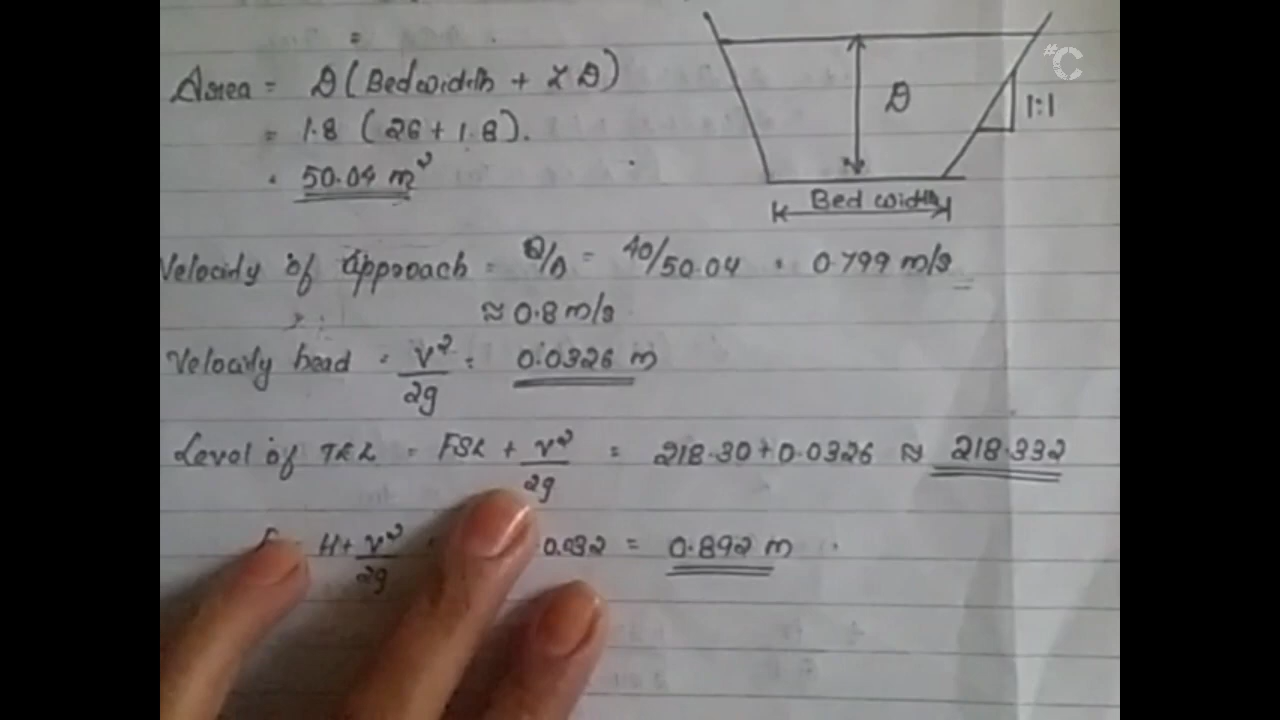 =
Area = D (Bed width + Z D)
= 1.8 (26 + 1.8).
= 50.04 m²
D
1:1
Bed width
#C
Velocity of approach = Q/A = 40/50.04 = 0.799 m/s
≈ 0.8 m/s
Velocity head = V²/2g = 0.0326 m
Level of TEL = FSL + V²/2g = 218.30 + 0.0326 ≈ 218.332
= H + V²/2g 0.032 = 0.892 m